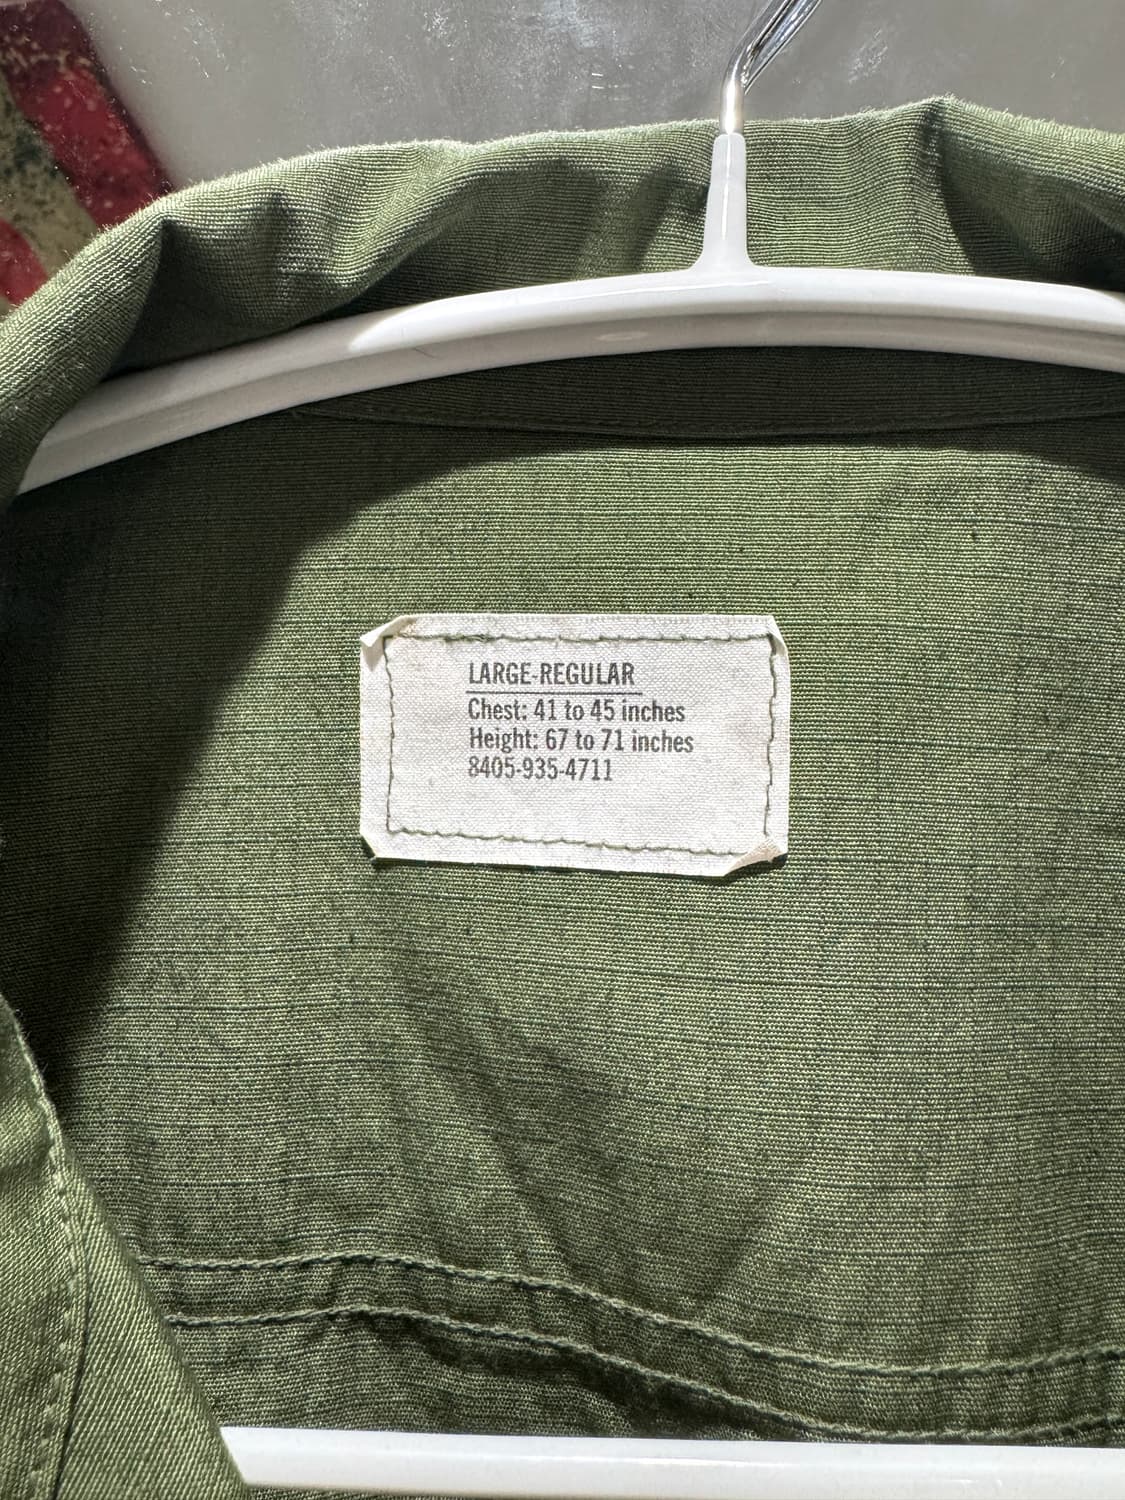 LARGE-REGULAR
Chest: 41 to 45 inches
Height: 67 to 71 inches
8405-935-4711